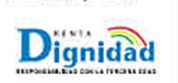 RENTA
Dignidad
RESPONSABILIDAD CON LA TERCERA EDAD